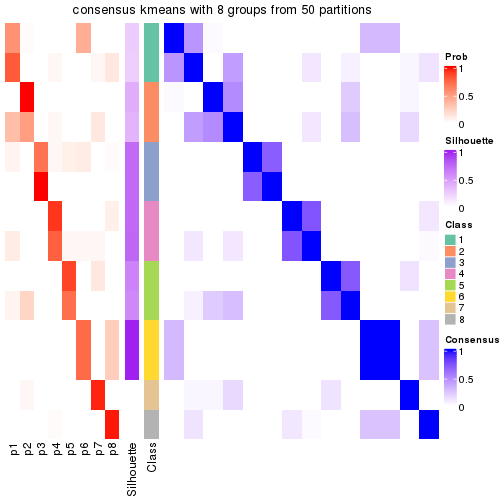 consensus kmeans with 8 groups from 50 partitions
Prob
1
0.5
0
Silhouette
1
0.5
0
Class
1
2
3
4
5
6
7
8
Consensus
1
0.5
0
p1
p2
p3
p4
p5
p6
p7
p8
Silhouette
Class